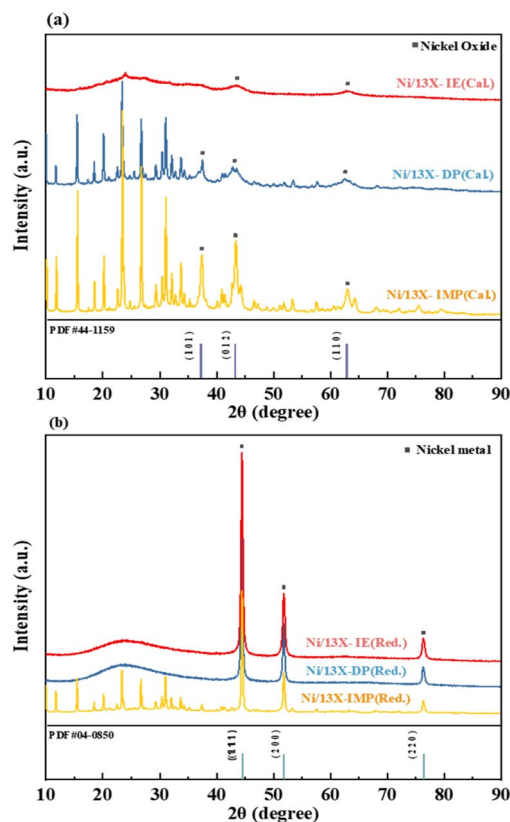 (a)
■ Nickel Oxide
Ni/13X- IE(Cal.)
Ni/13X- DP(Cal.)
Ni/13X- IMP(Cal.)
Intensity (a.u.)
PDF#44-1159
(101)
(012)
(110)
10 20 30 40 50 60 70 80 90
2θ (degree)
(b)
■ Nickel metal
Ni/13X- IE(Red.)
Ni/13X-DP(Red.)
Ni/13X-IMP(Red.)
Intensity (a.u.)
PDF#04-0850
(111)
(200)
(220)
10 20 30 40 50 60 70 80 90
2θ (degree)